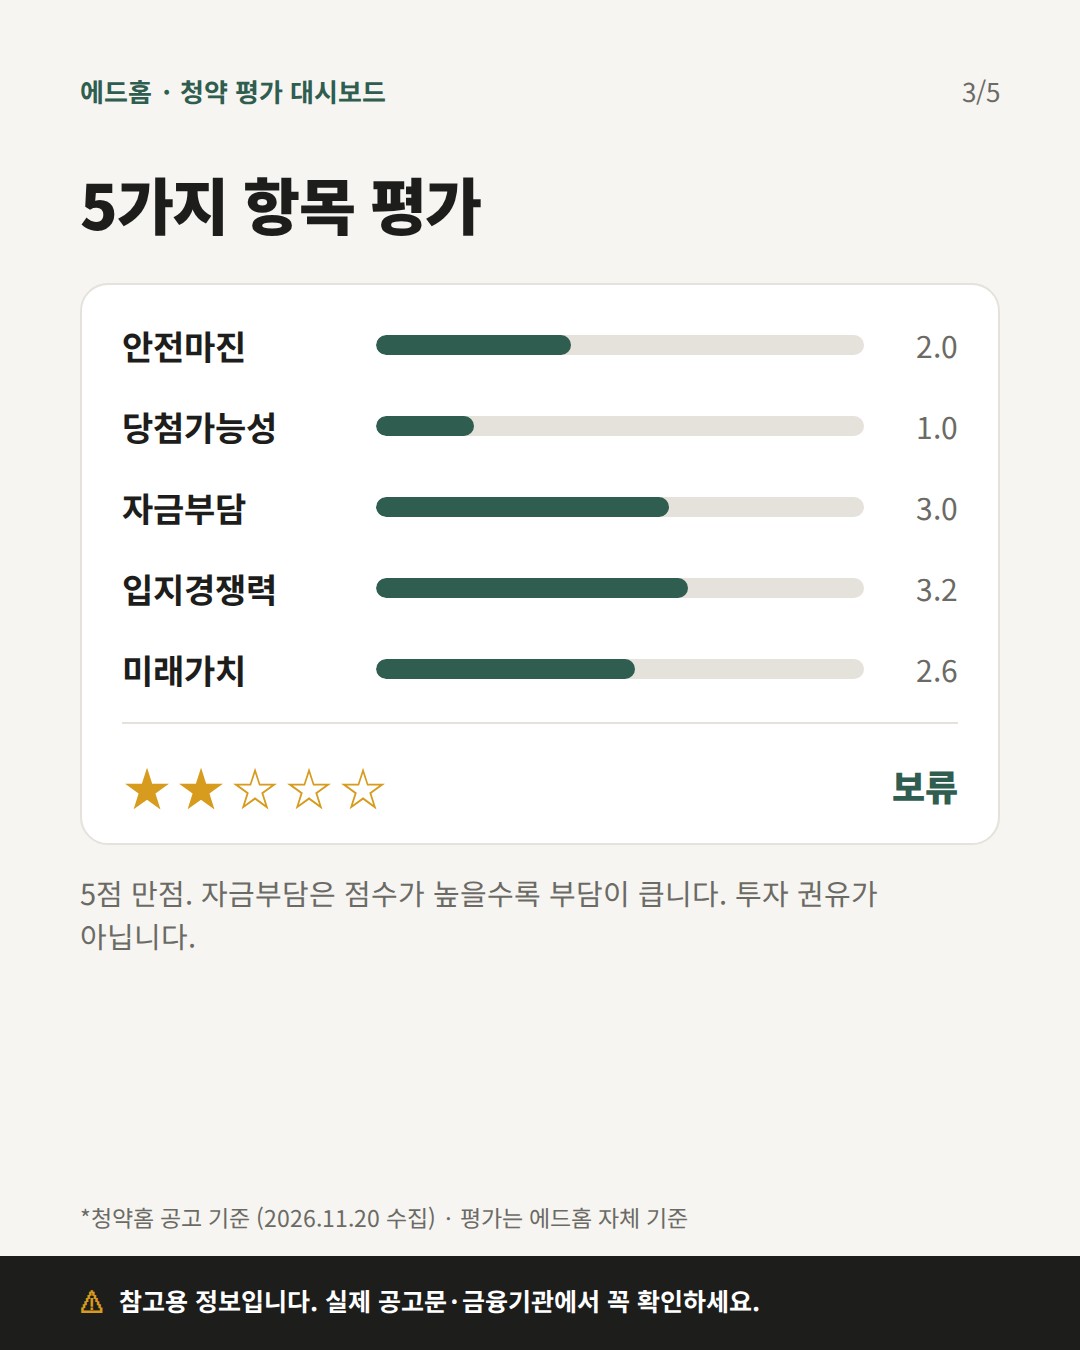 에드홈 · 청약 평가 대시보드
3/5
5가지 항목 평가
안전마진 2.0
당첨가능성 1.0
자금부담 3.0
입지경쟁력 3.2
미래가치 2.6
★★☆☆☆ 보류
5점 만점. 자금부담은 점수가 높을수록 부담이 큽니다. 투자 권유가
아닙니다.
*청약홈 공고 기준 (2026.11.20 수집) · 평가는 에드홈 자체 기준
⚠ 참고용 정보입니다. 실제 공고문·금융기관에서 꼭 확인하세요.